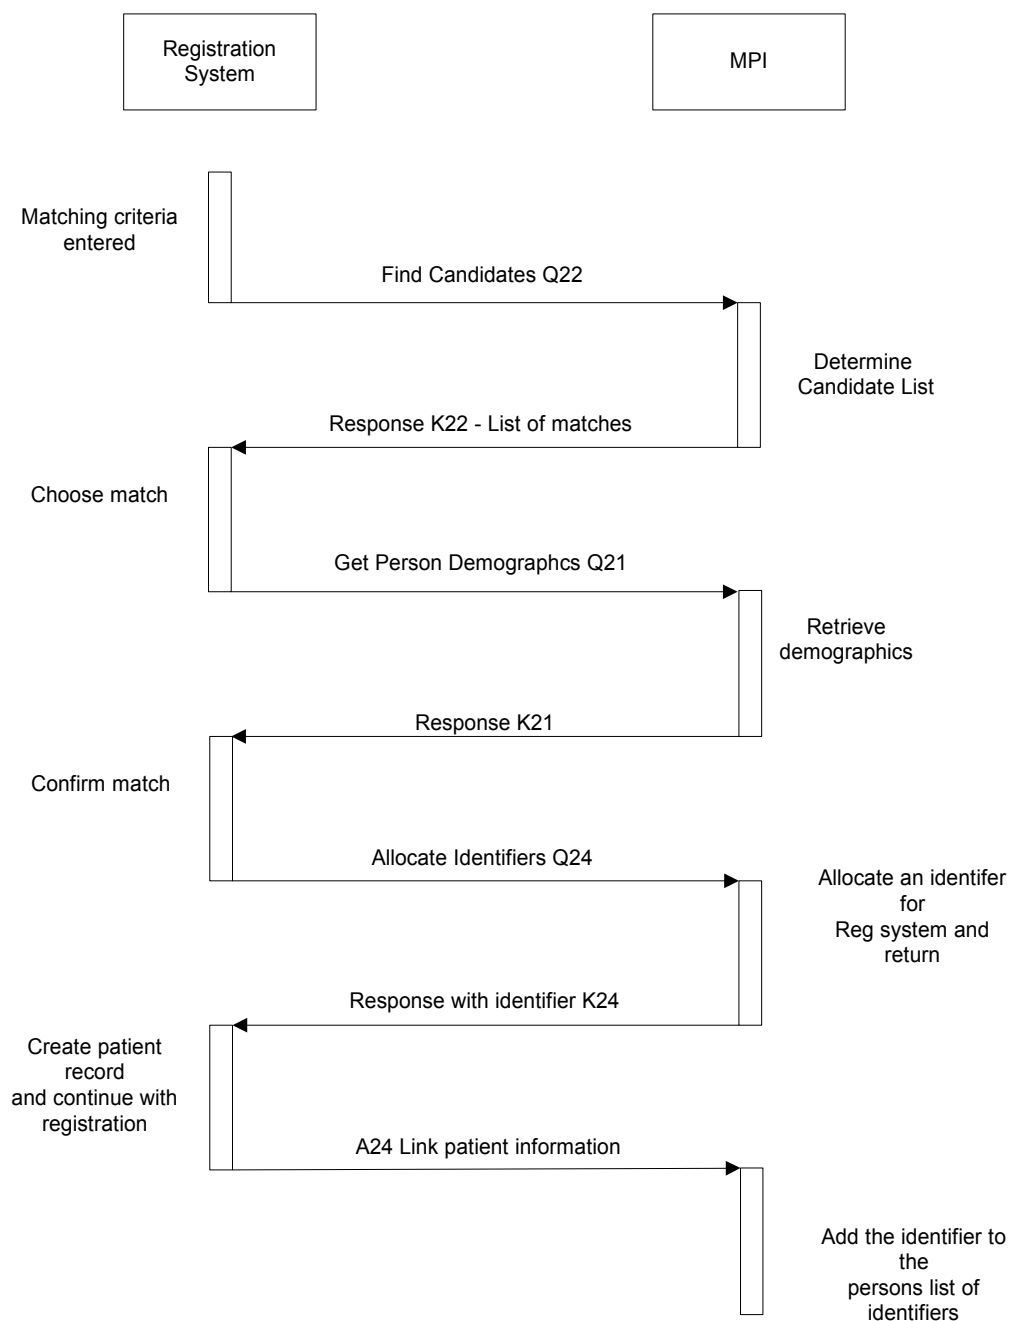 Registration
System
MPI
Matching criteria
entered
Find Candidates Q22
Determine
Candidate List
Response K22 - List of matches
Choose match
Get Person Demographcs Q21
Retrieve
demographics
Response K21
Confirm match
Allocate Identifiers Q24
Allocate an identifer
for
Reg system and
return
Response with identifier K24
Create patient
record
and continue with
registration
A24 Link patient information
Add the identifier to
the
persons list of
identifiers